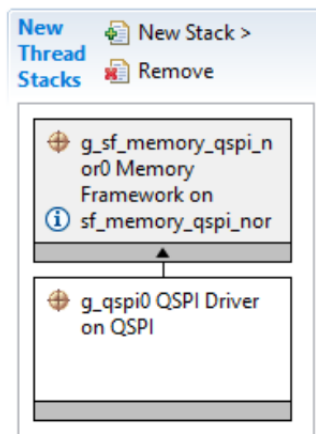 New
Thread
Stacks
New Stack >
Remove
g_sf_memory_qspi_n
or0 Memory
Framework on
sf_memory_qspi_nor
g_qspi0 QSPI Driver
on QSPI